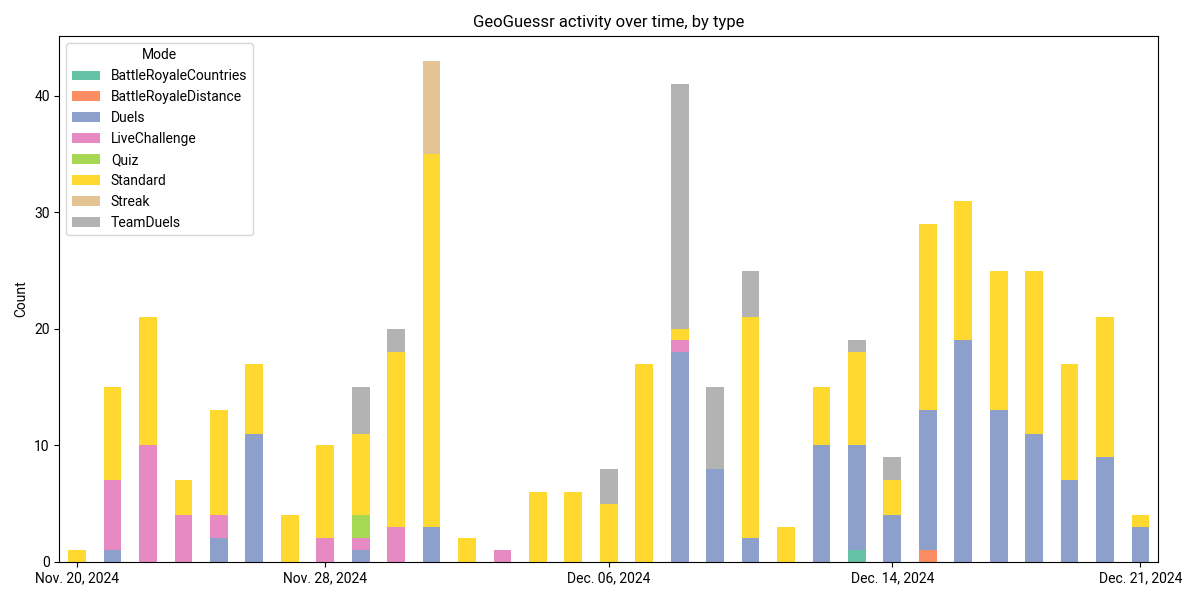 GeoGuessr activity over time, by type
Mode
BattleRoyaleCountries
BattleRoyaleDistance
Duels
LiveChallenge
Quiz
Standard
Streak
TeamDuels
Count
40
30
20
10
0
Nov. 20, 2024 Nov. 28, 2024 Dec. 06, 2024 Dec. 14, 2024 Dec. 21, 2024